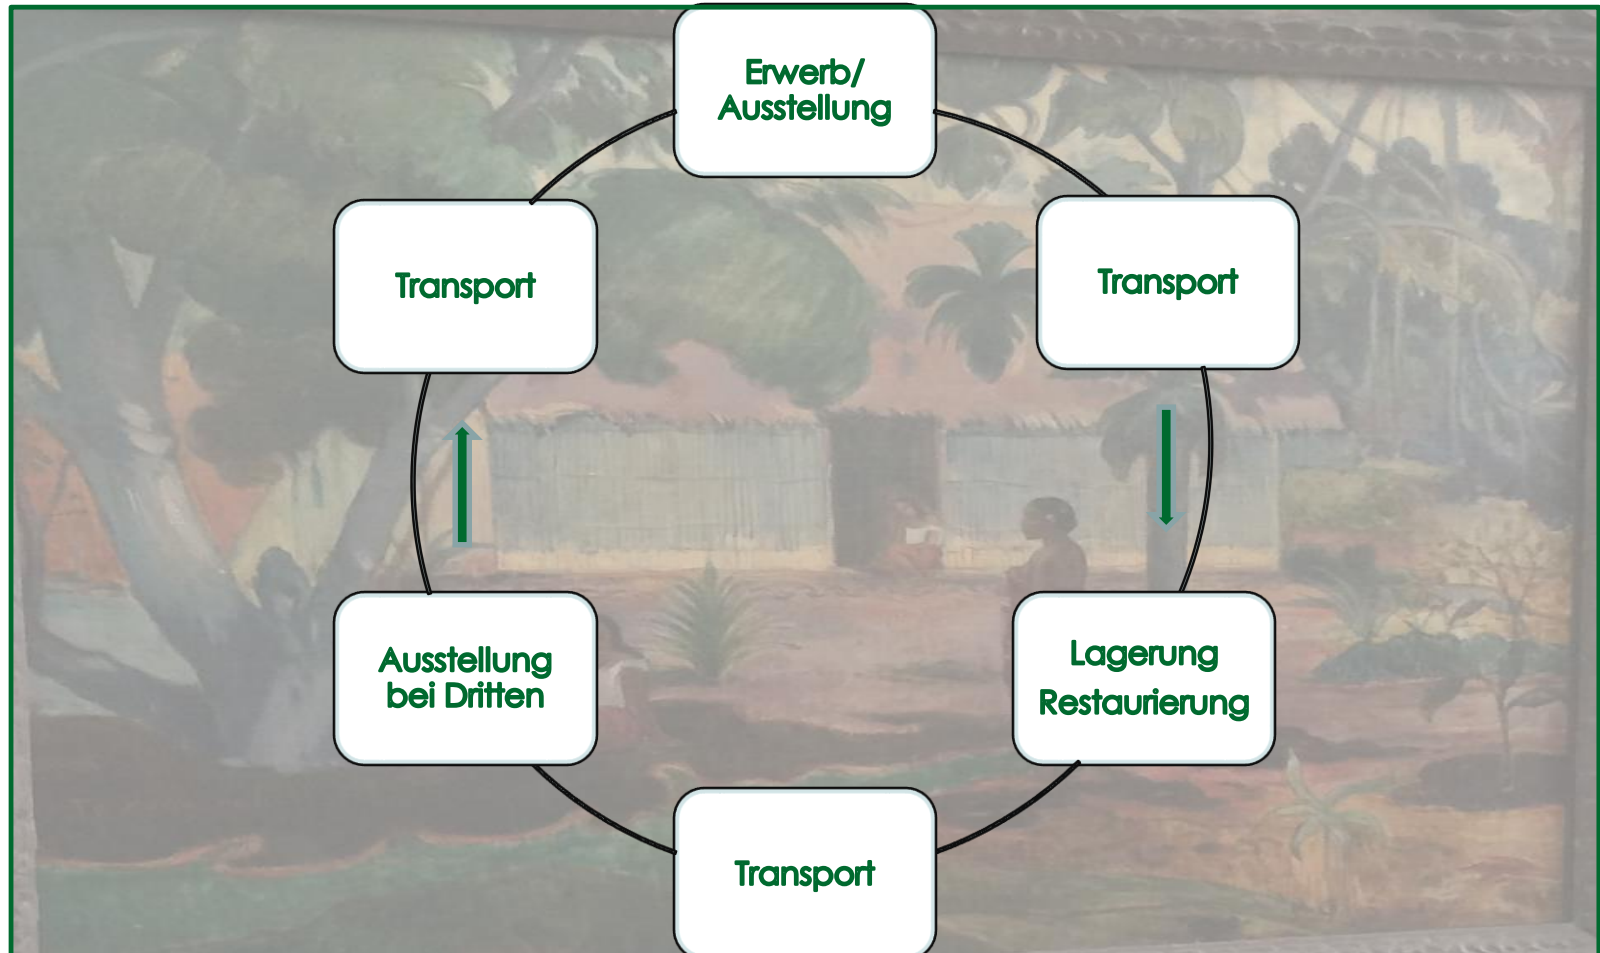 Erwerb/
Ausstellung
Transport
Transport
Ausstellung
bei Dritten
Lagerung
Restaurierung
Transport